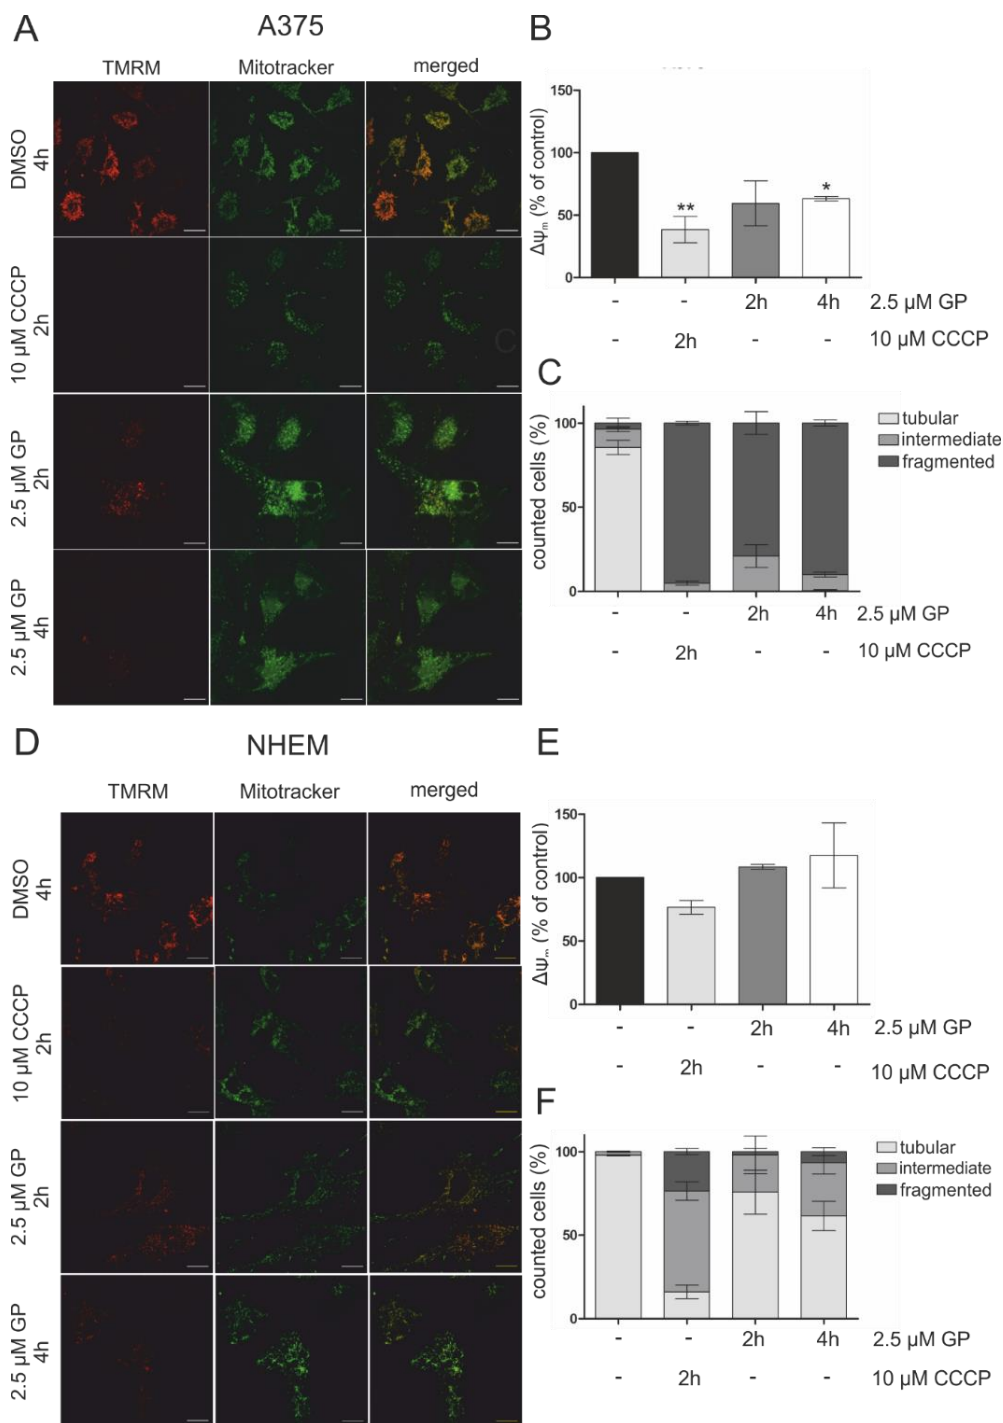 A
A375
TMRM
Mitotracker
merged
DMSO
4h
10 µM CCCP
2h
2.5 µM GP
2h
2.5 µM GP
4h
B
150
100
50
0
Δψm (% of control)
**
*
-
-
2h
4h
2.5 µM GP
-
2h
-
-
10 µM CCCP
C
100
50
0
counted cells (%)
tubular
intermediate
fragmented
-
-
2h
4h
2.5 µM GP
-
2h
-
-
10 µM CCCP
D
NHEM
TMRM
Mitotracker
merged
DMSO
4h
10 µM CCCP
2h
2.5 µM GP
2h
2.5 µM GP
4h
E
150
100
50
0
Δψm (% of control)
-
-
2h
4h
2.5 µM GP
-
2h
-
-
10 µM CCCP
F
100
50
0
counted cells (%)
tubular
intermediate
fragmented
-
-
2h
4h
2.5 µM GP
-
2h
-
-
10 µM CCCP